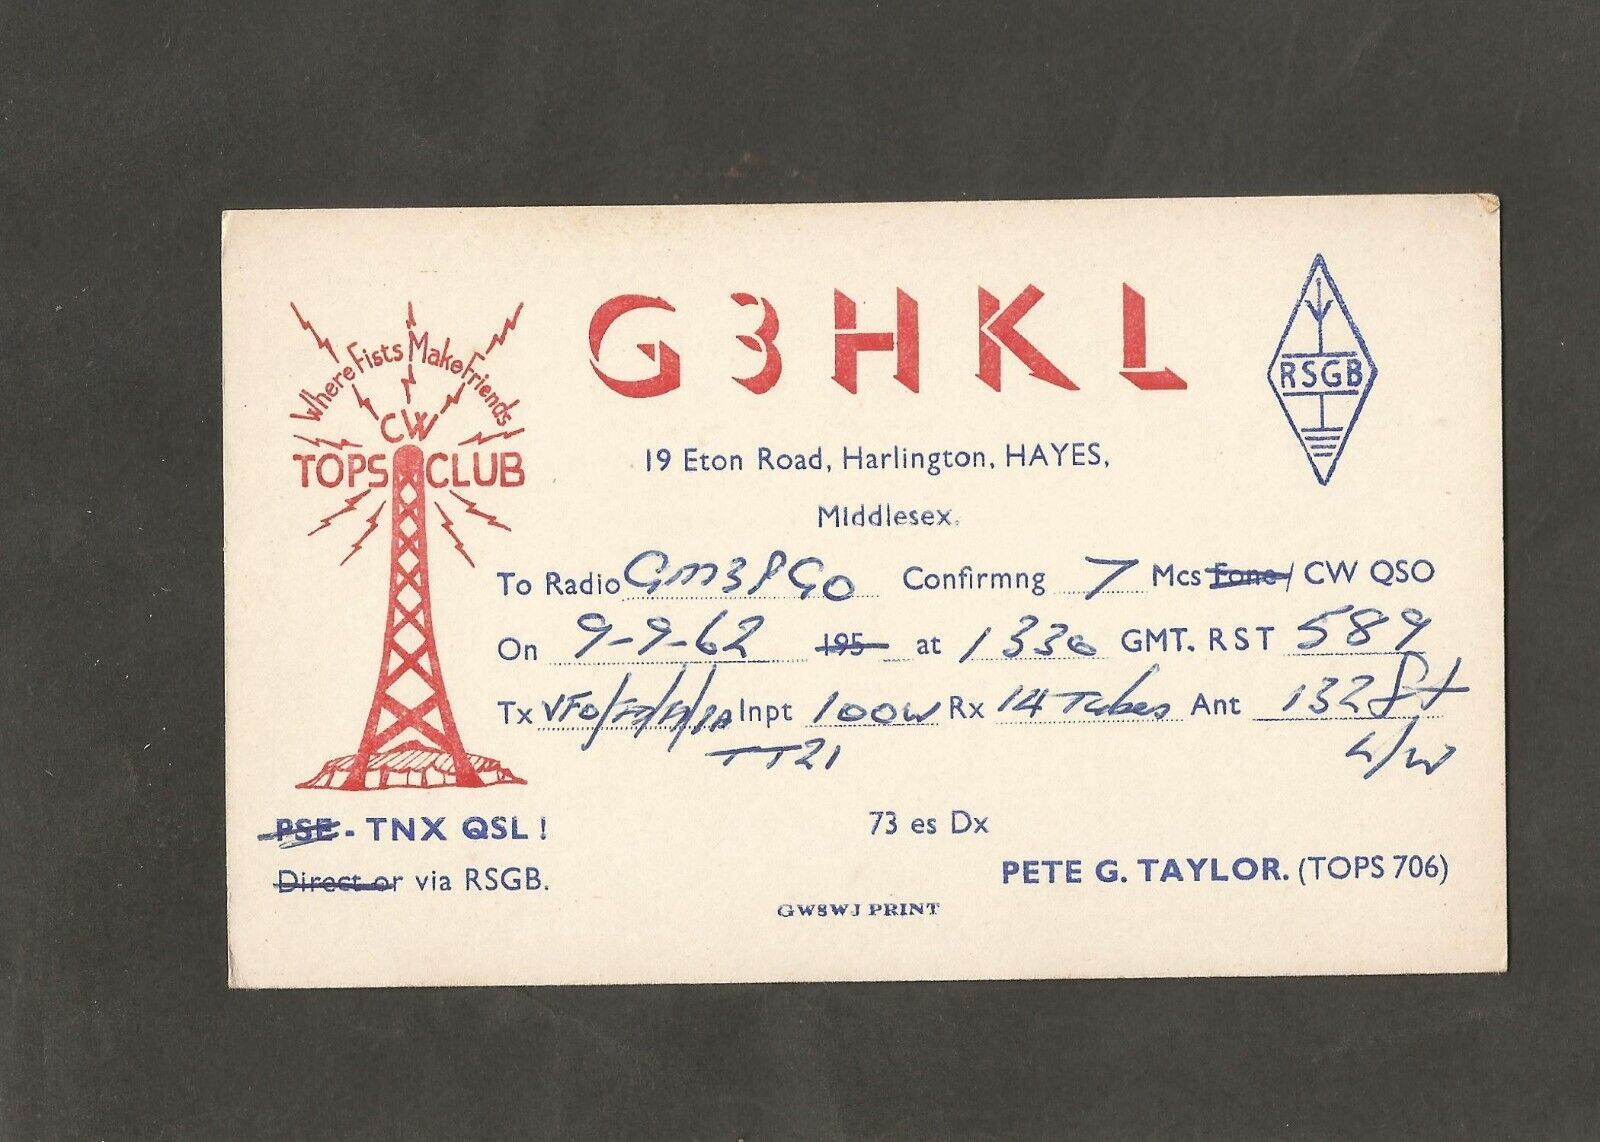 G3HKL
Where Fists Make Friends
CW
TOPS CLUB
RSGB
19 Eton Road, Harlington, HAYES,
Middlesex.
To Radio GM3PGO Confirmng 7 Mcs Fone / CW QSO
On 9-9-62 195 at 1330 GMT. RST 589
Tx VFO/FD/FD/PA Inpt 100W Rx 14 Tubes Ant 132 ft
TT21 L/W
PSE - TNX QSL !
73 es Dx
Direct or via RSGB.
PETE G. TAYLOR. (TOPS 706)
GW8WJ PRINT